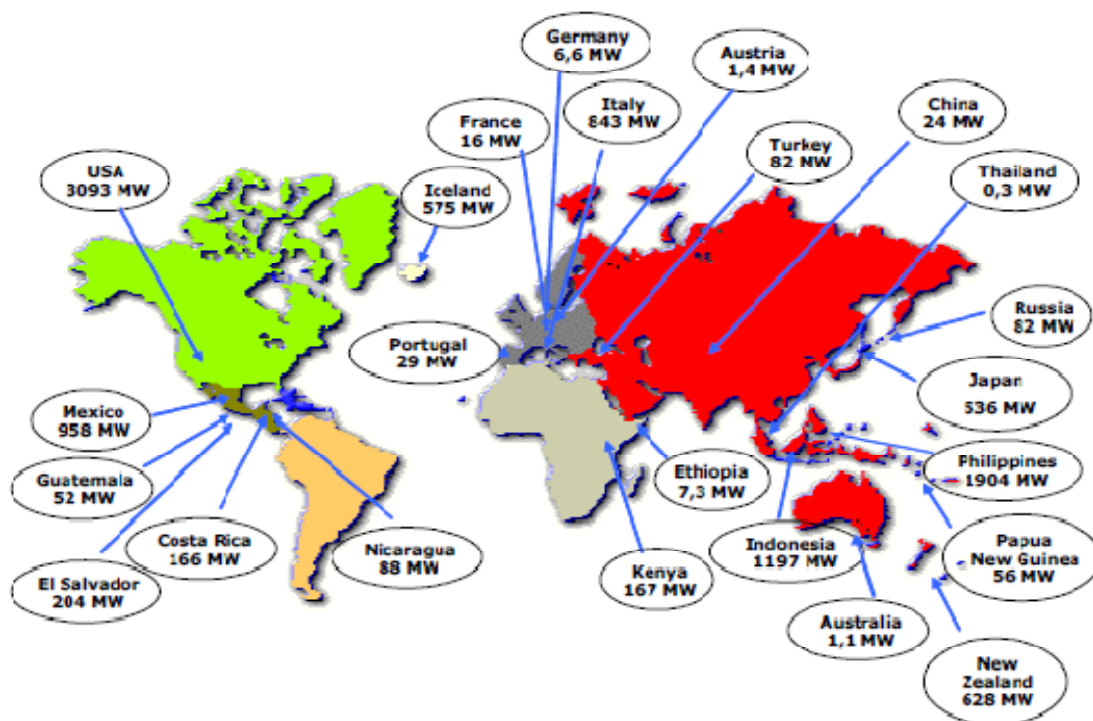 Germany
6,6 MW
Austria
1,4 MW
Italy
843 MW
France
16 MW
China
24 MW
Turkey
82 MW
Thailand
0,3 MW
USA
3093 MW
Iceland
575 MW
Russia
82 MW
Portugal
29 MW
Japan
536 MW
Mexico
958 MW
Guatemala
52 MW
Ethiopia
7,3 MW
Philippines
1904 MW
Costa Rica
166 MW
Nicaragua
88 MW
Indonesia
1197 MW
Papua
New Guinea
56 MW
El Salvador
204 MW
Kenya
167 MW
Australia
1,1 MW
New
Zealand
628 MW